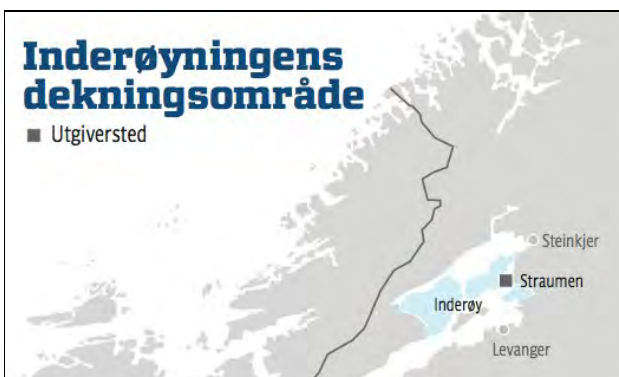 Inderøyningens
dekningsområde
Utgiversted
Steinkjer
Straumen
Inderøy
Levanger